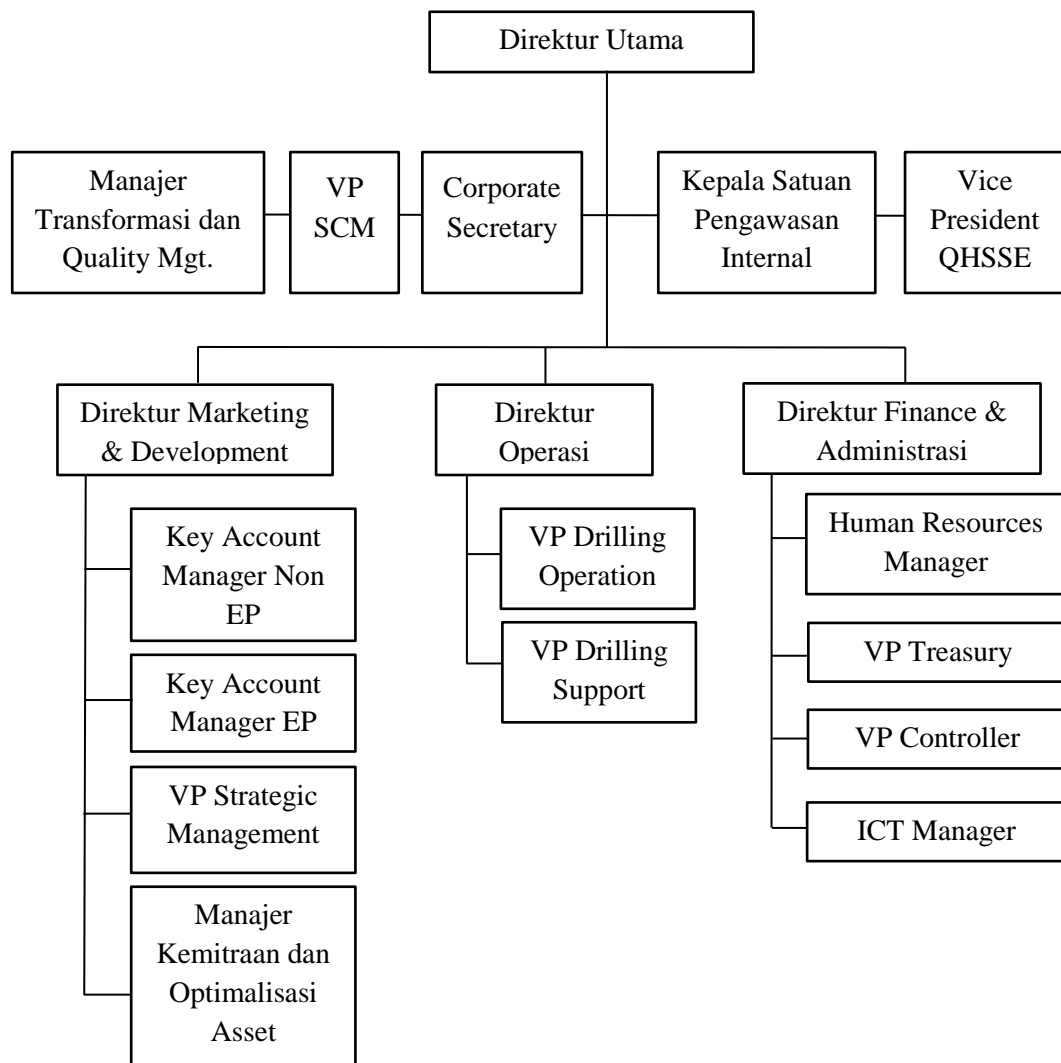 Direktur Utama
Manajer
Transformasi dan
Quality Mgt.
VP
SCM
Corporate
Secretary
Kepala Satuan
Pengawasan
Internal
Vice
President
QHSSE
Direktur Marketing
& Development
Direktur
Operasi
Direktur Finance &
Administrasi
Key Account
Manager Non
EP
Key Account
Manager EP
VP Strategic
Management
Manajer
Kemitraan dan
Optimalisasi
Asset
VP Drilling
Operation
VP Drilling
Support
Human Resources
Manager
VP Treasury
VP Controller
ICT Manager